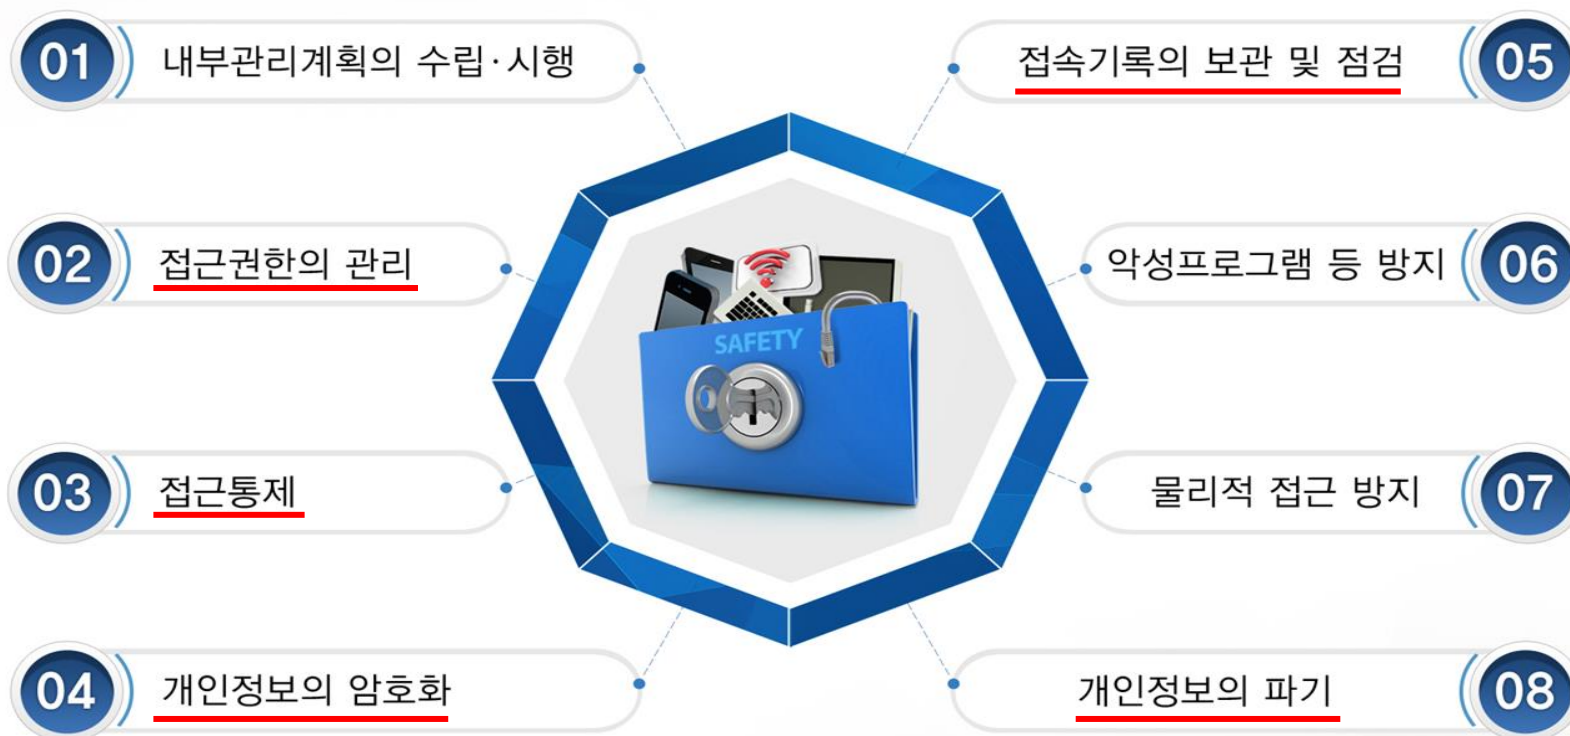 01 내부관리계획의 수립·시행
02 접근권한의 관리
03 접근통제
04 개인정보의 암호화
접속기록의 보관 및 점검 05
악성프로그램 등 방지 06
물리적 접근 방지 07
개인정보의 파기 08
SAFETY